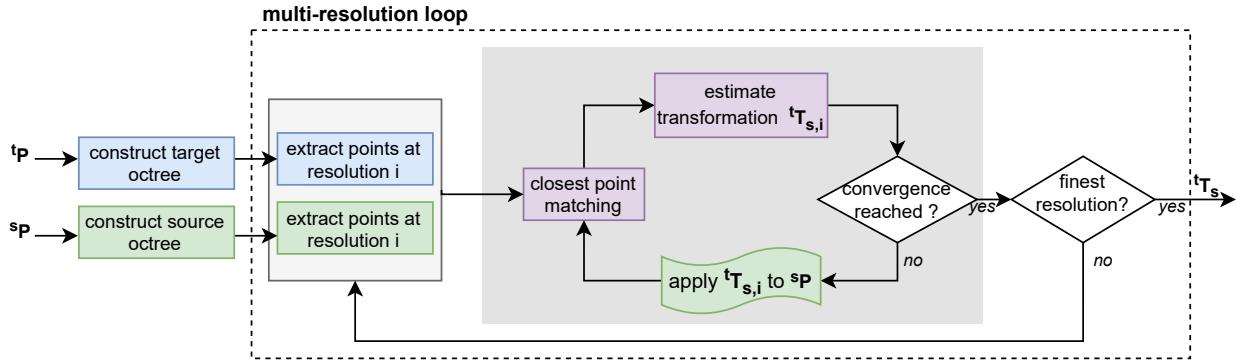 multi-resolution loop
estimate
transformation ᵗTₛ,ᵢ
ᵗP
construct target
octree
extract points at
resolution i
closest point
matching
convergence
reached ?
yes
finest
resolution?
yes
ᵗTₛ
ˢP
construct source
octree
extract points at
resolution i
no
no
apply ᵗTₛ,ᵢ to ˢP